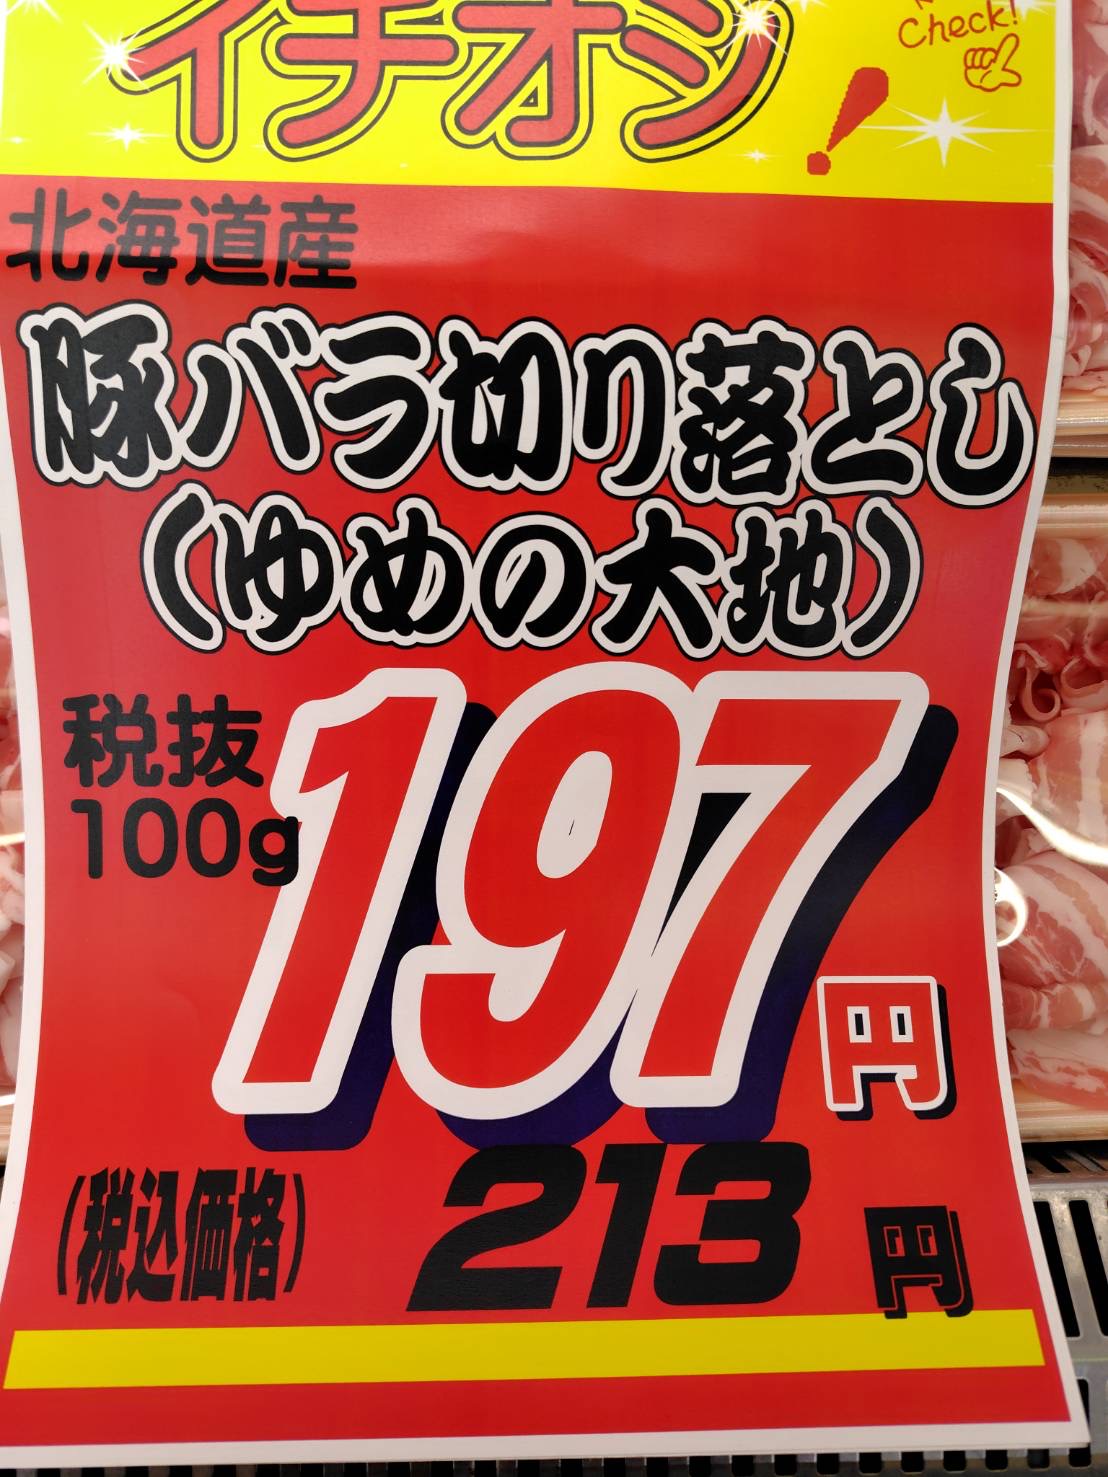 Check!
イチオシ!
北海道産
豚バラ切り落とし
(ゆめの大地)
税抜
100g
197円
(税込価格) 213円